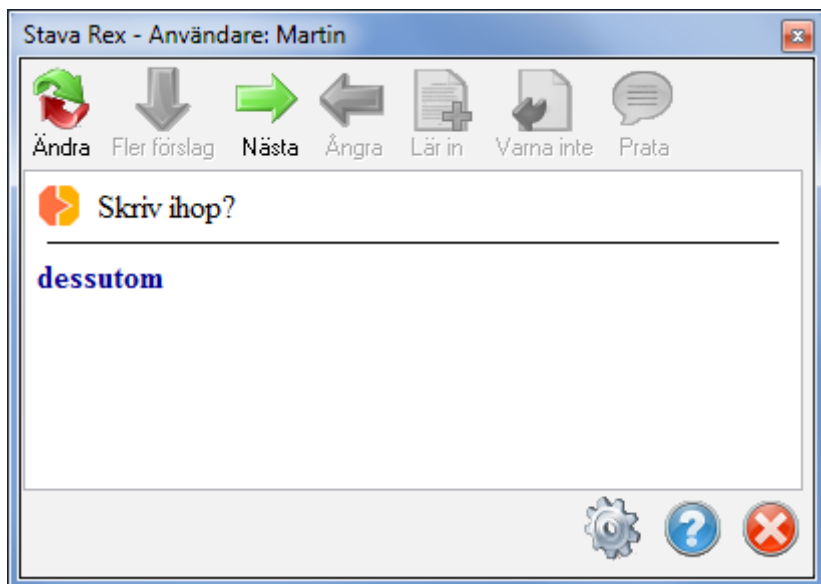 Stava Rex - Användare: Martin
Ändra Fler förslag Nästa Ångra Lär in Varna inte Prata
Skriv ihop?
dessutom